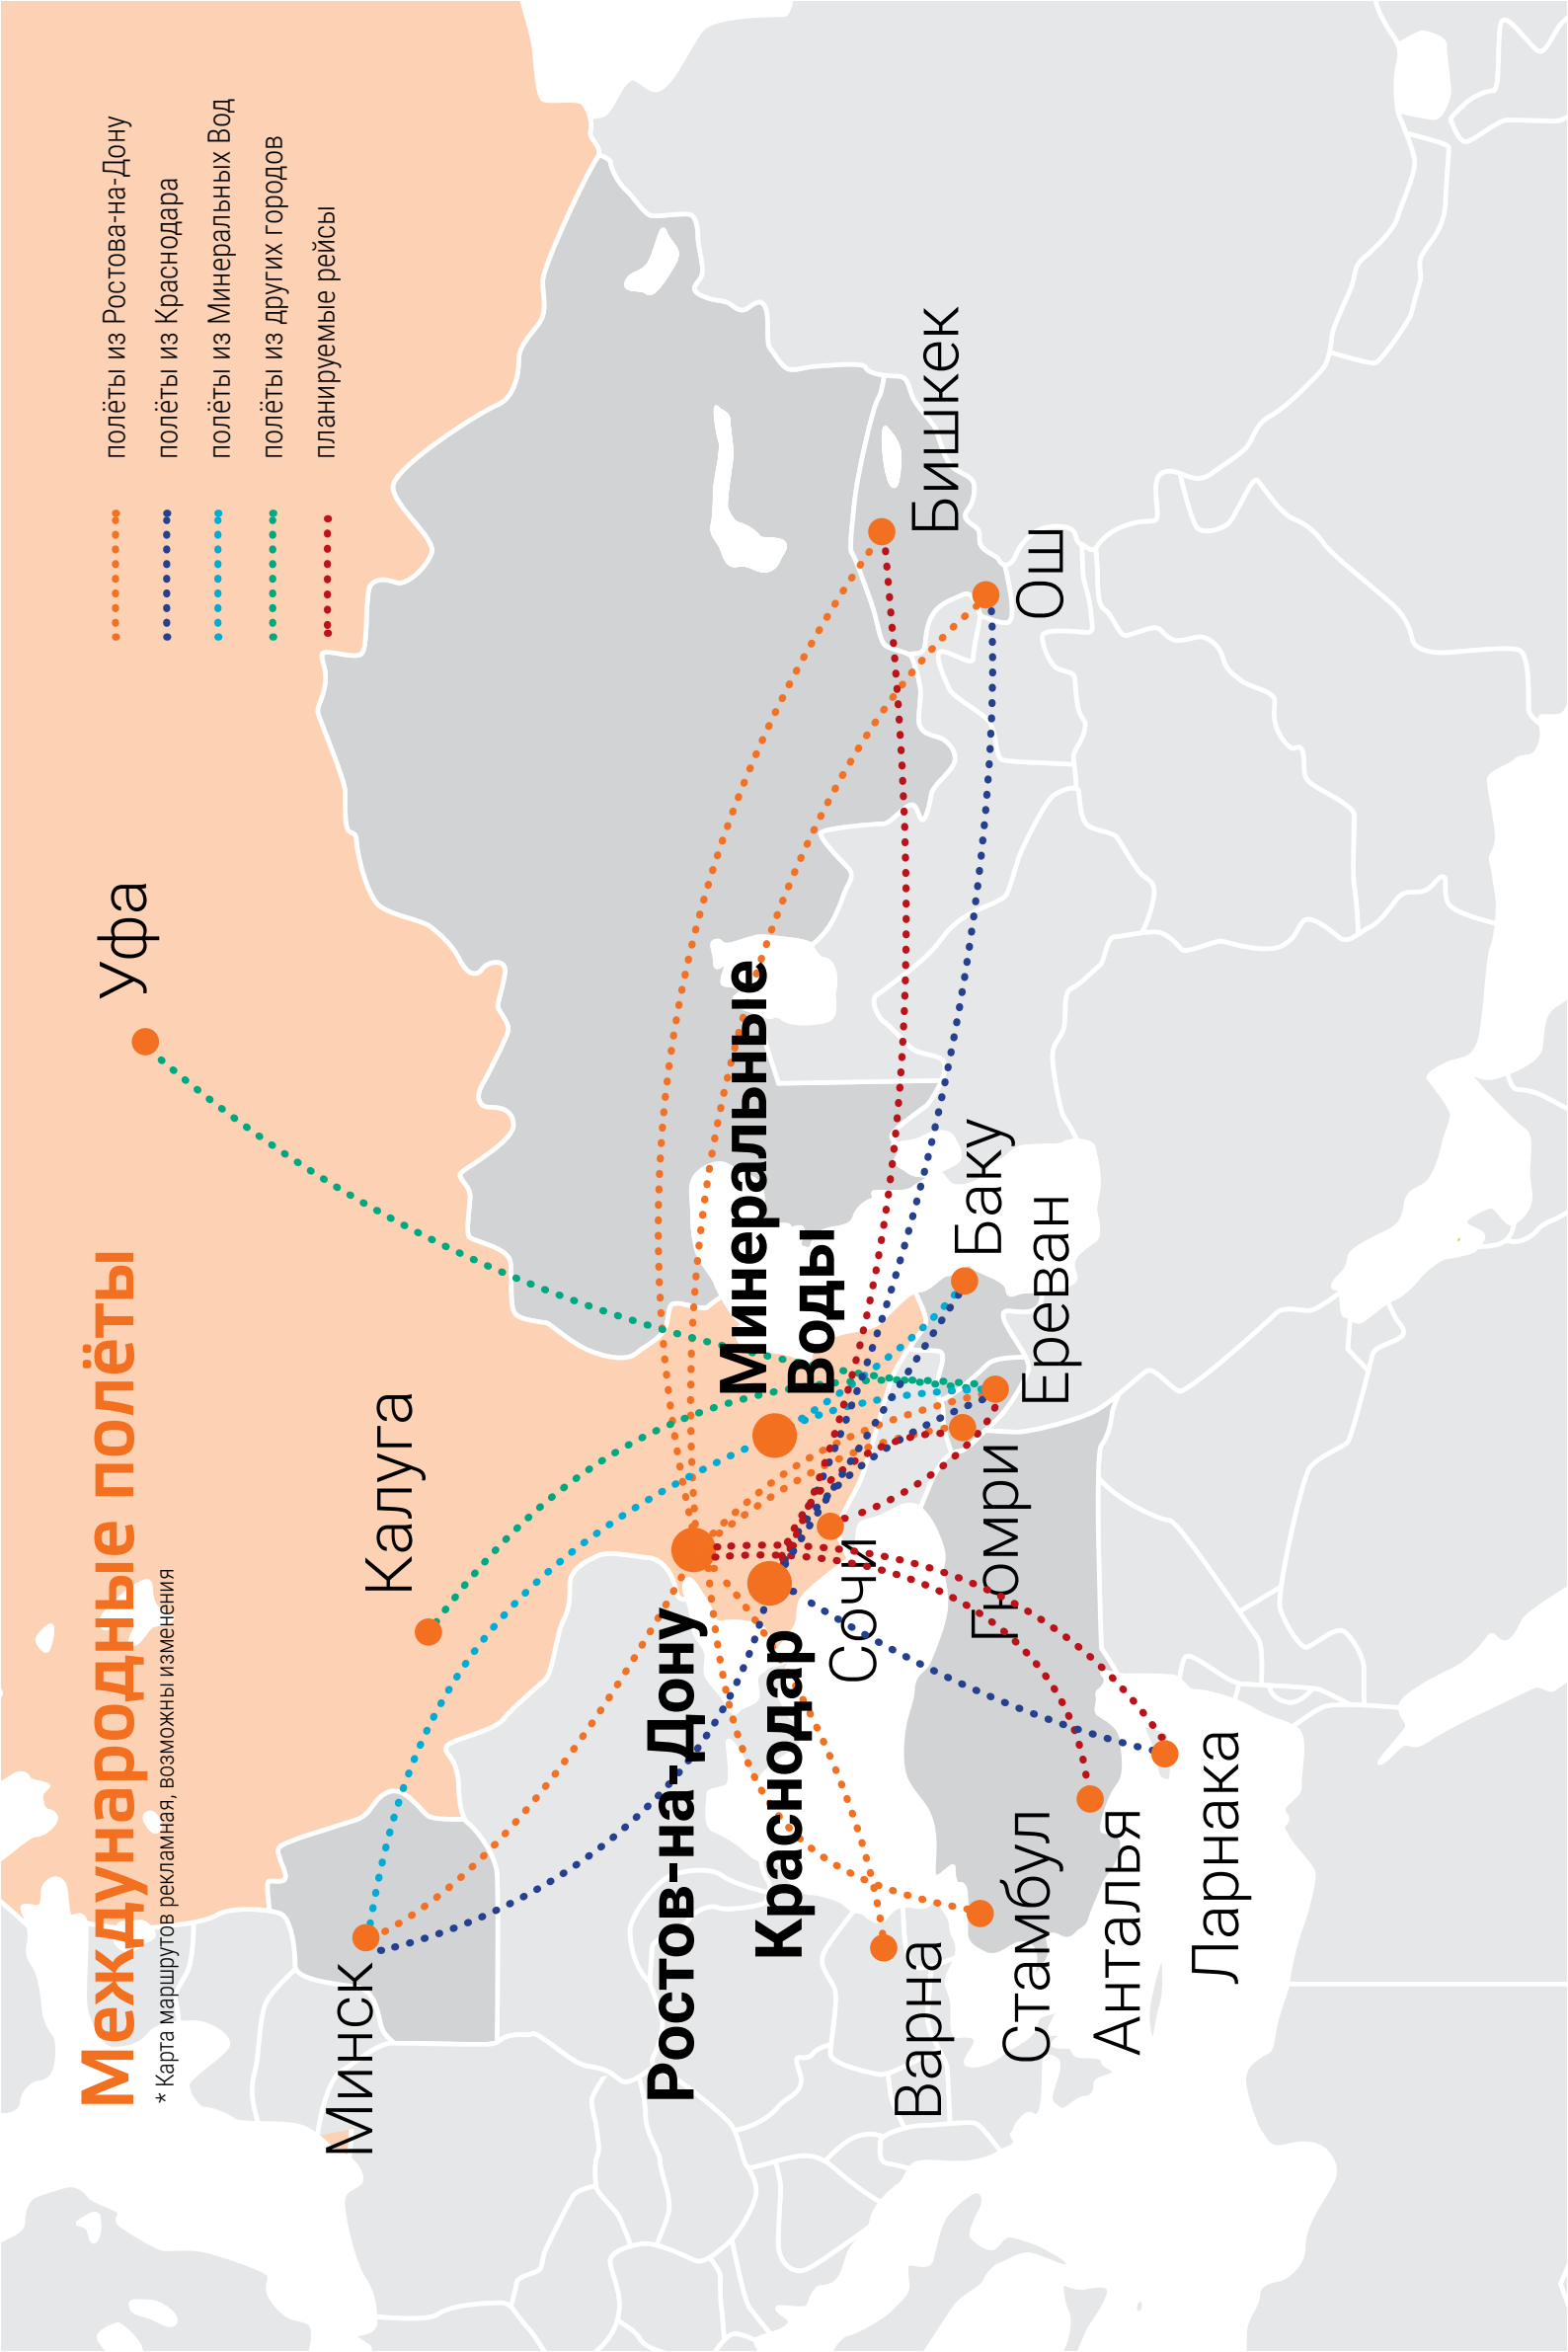 Международные полёты
* Карта маршрутов рекламная, возможны изменения
полёты из Ростова-на-Дону
полёты из Краснодара
полёты из Минеральных Вод
полёты из других городов
планируемые рейсы
Уфа
Калуга
Минск
Ростов-на-Дону
Минеральные
Воды
Краснодар
Сочи
Бишкек
Ош
Баку
Ереван
Гюмри
Варна
Стамбул
Анталья
Ларнака